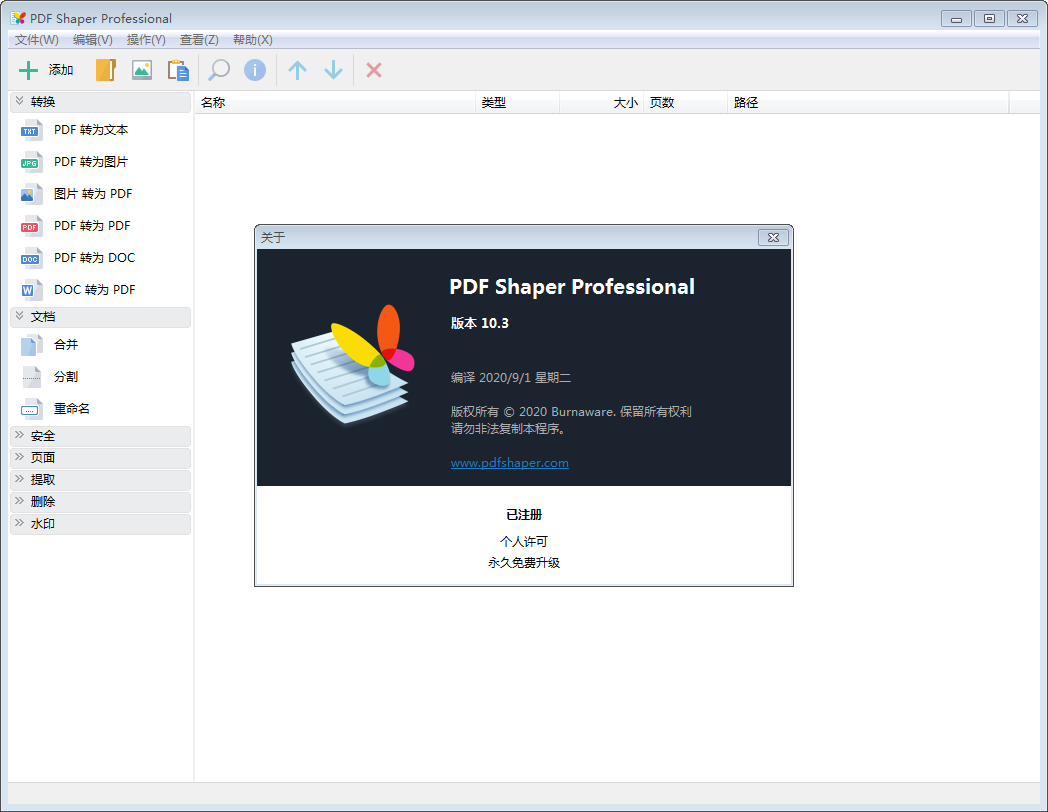 PDF Shaper Professional
文件(W) 编辑(V) 操作(Y) 查看(Z) 帮助(X)
添加
转换
PDF 转为文本
PDF 转为图片
图片 转为 PDF
PDF 转为 PDF
PDF 转为 DOC
DOC 转为 PDF
文档
合并
分割
重命名
安全
页面
提取
删除
水印
名称 类型 大小 页数 路径
关于
PDF Shaper Professional
版本 10.3
编译 2020/9/1 星期二
版权所有 © 2020 Burnaware. 保留所有权利
请勿非法复制本程序。
www.pdfshaper.com
已注册
个人许可
永久免费升级
TXT
JPG
PDF
DOC
W